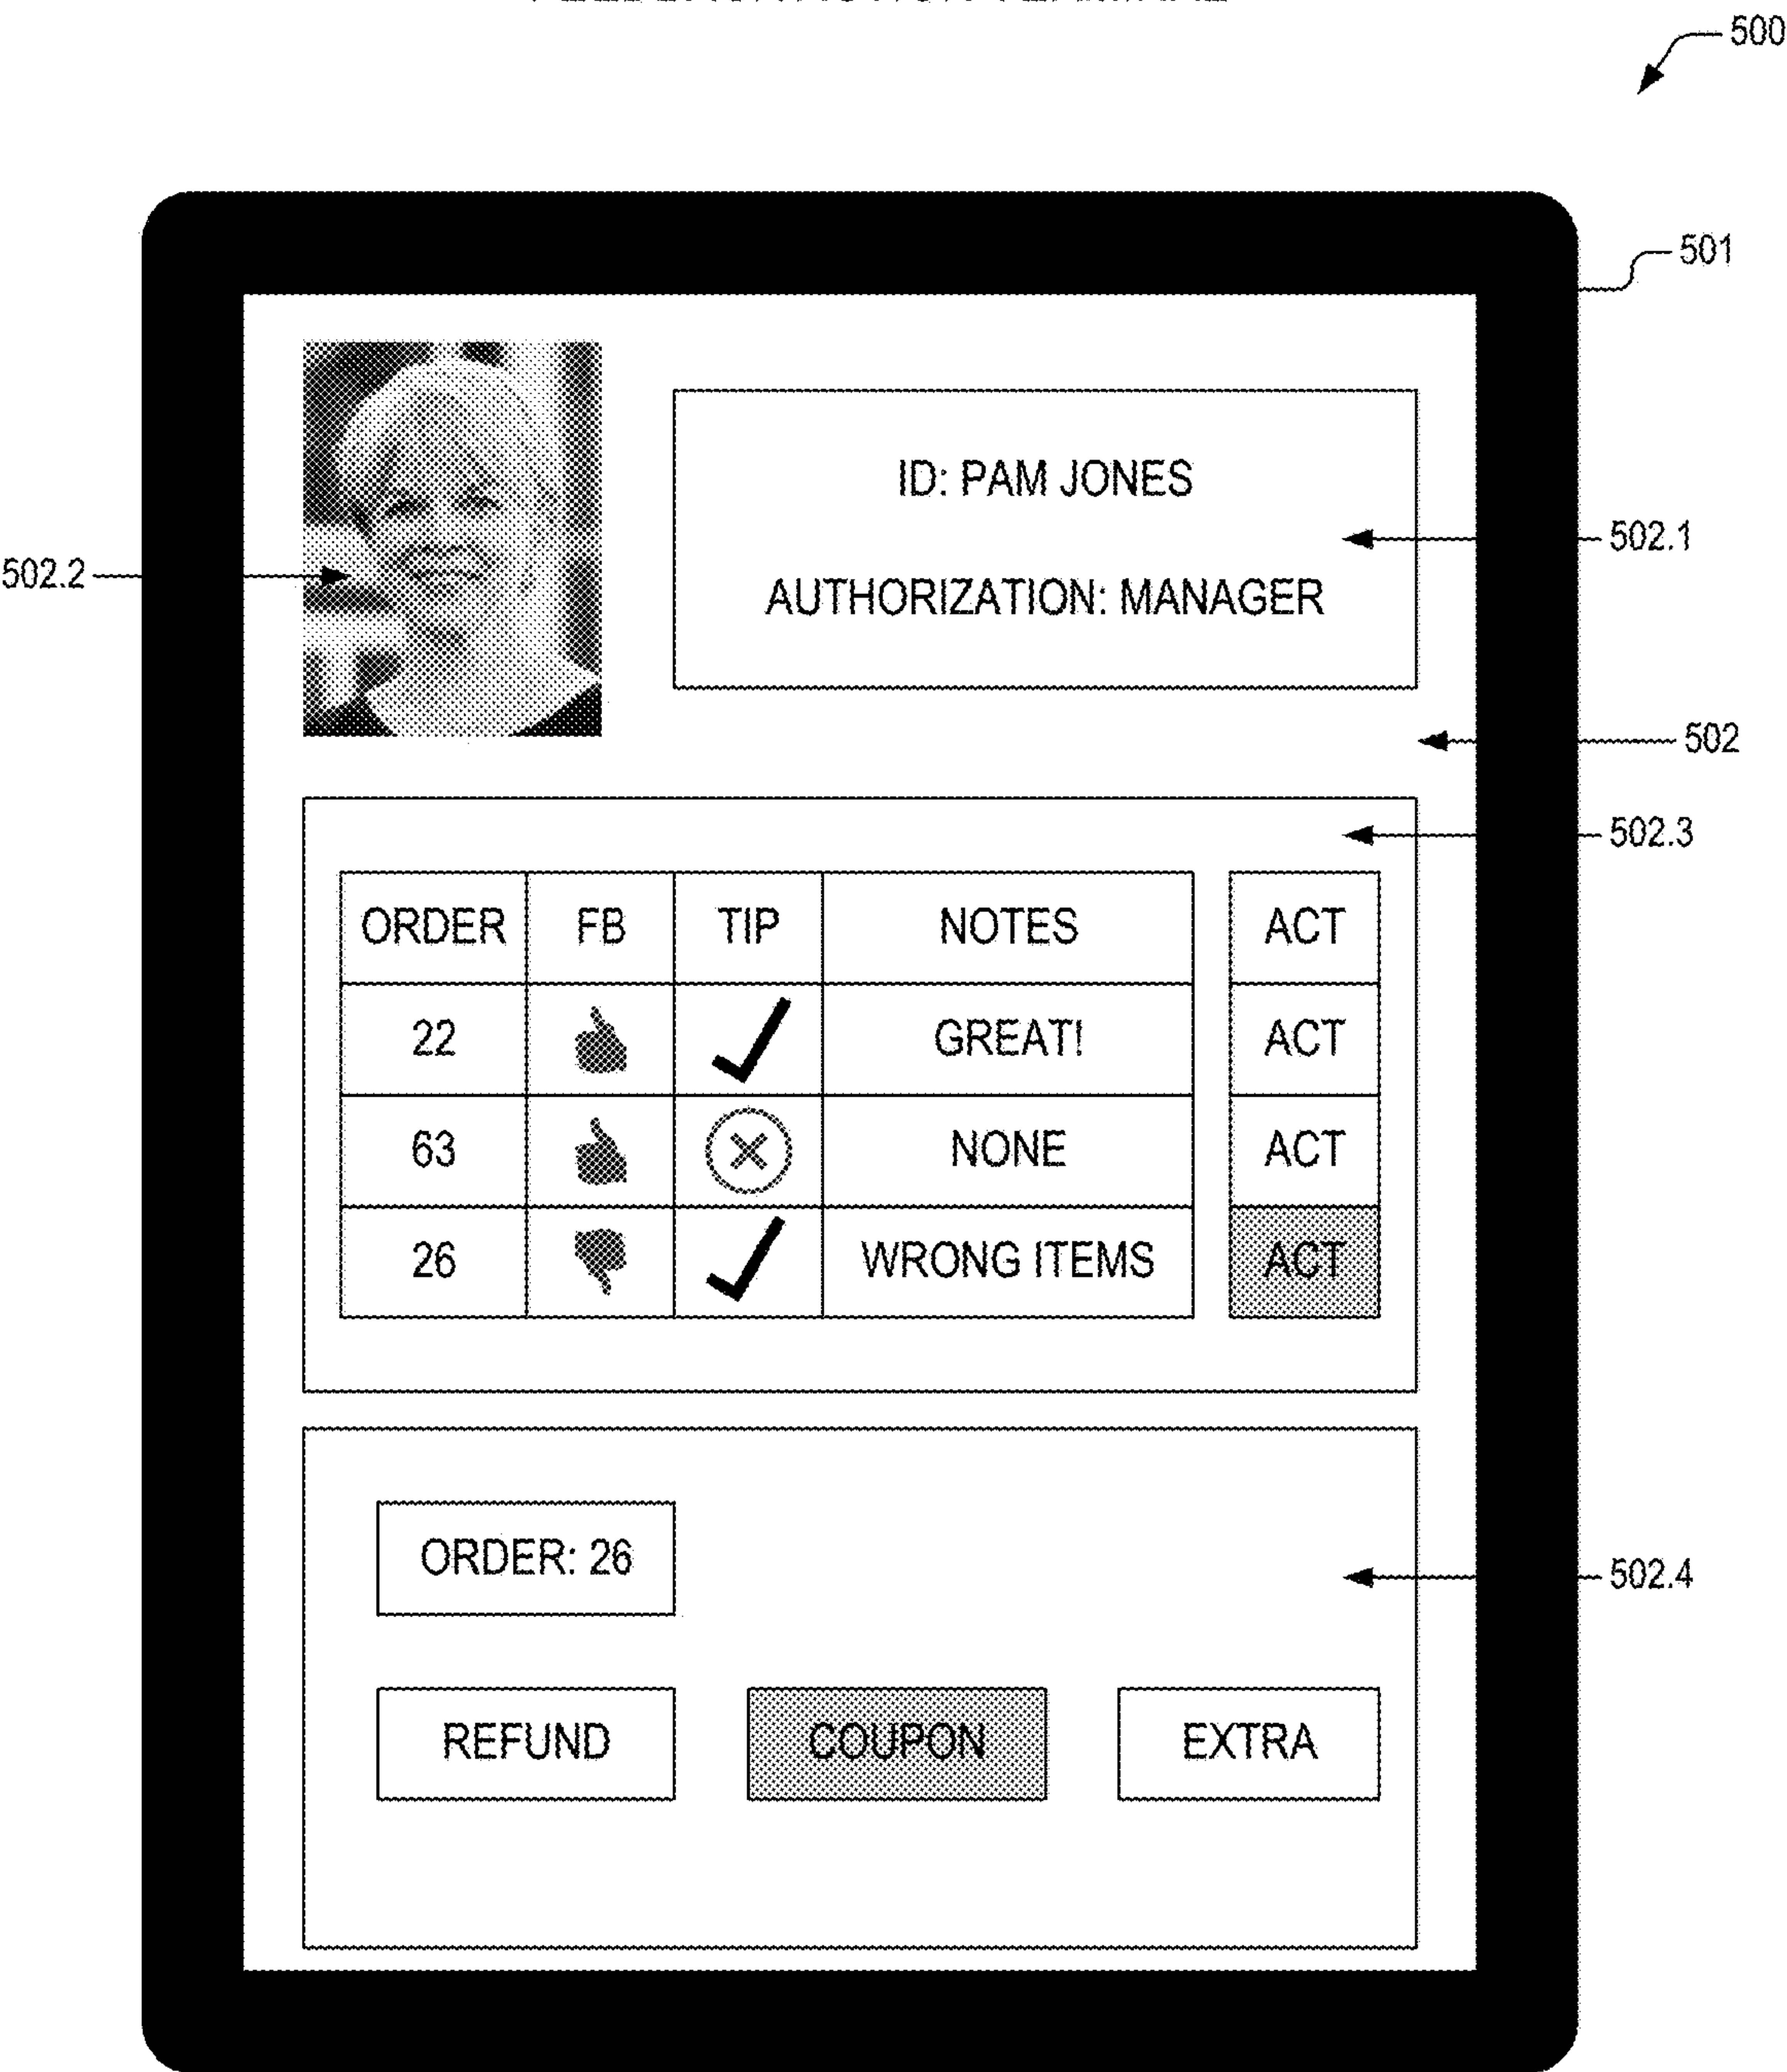 500
501
ID: PAM JONES
502.1
502.2
AUTHORIZATION: MANAGER
502
502.3
ORDER FB TIP NOTES ACT
22 GREAT! ACT
63 NONE ACT
26 WRONG ITEMS ACT
ORDER: 26
502.4
REFUND COUPON EXTRA